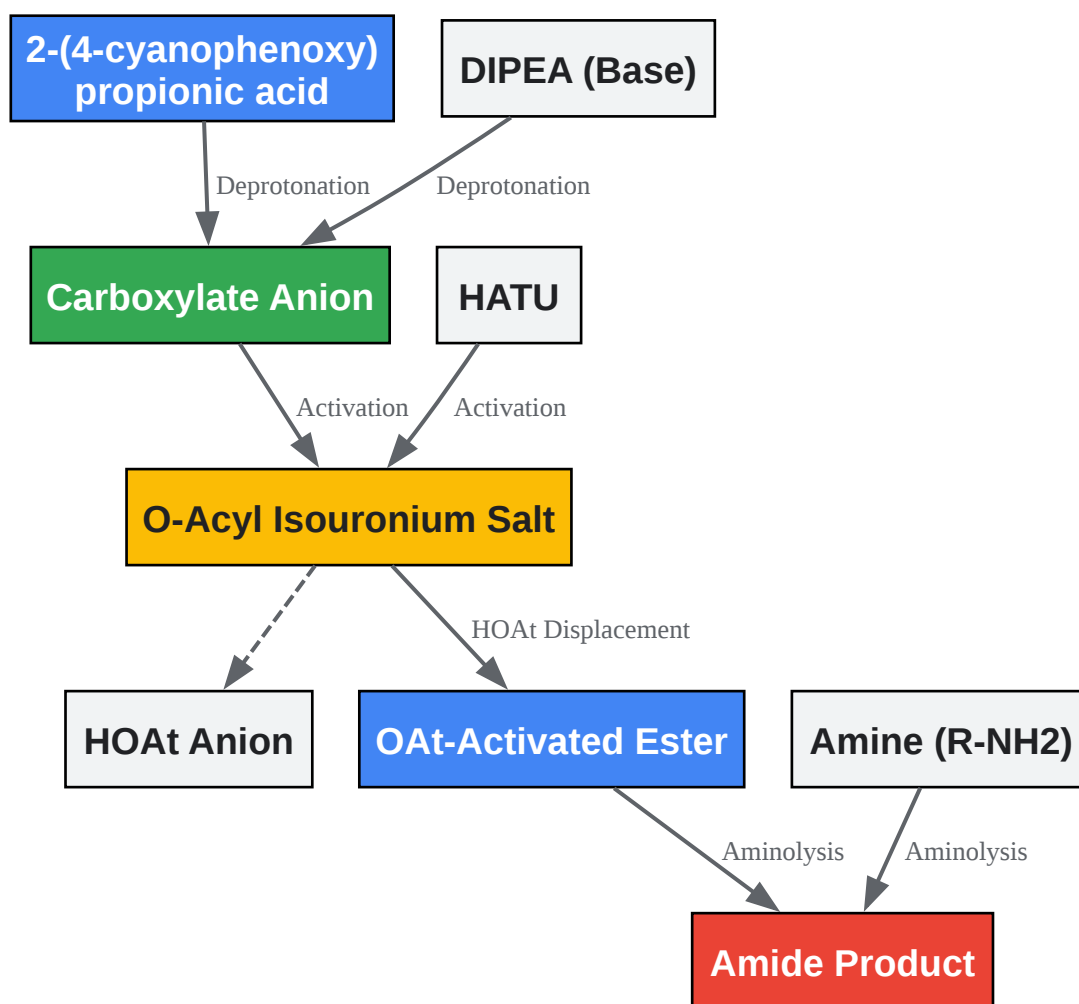 2-(4-cyanophenoxy)
propionic acid
DIPEA (Base)
Deprotonation
Deprotonation
Carboxylate Anion
HATU
Activation
Activation
O-Acyl Isouronium Salt
HOAt Displacement
HOAt Anion
OAt-Activated Ester
Amine (R-NH2)
Aminolysis
Aminolysis
Amide Product